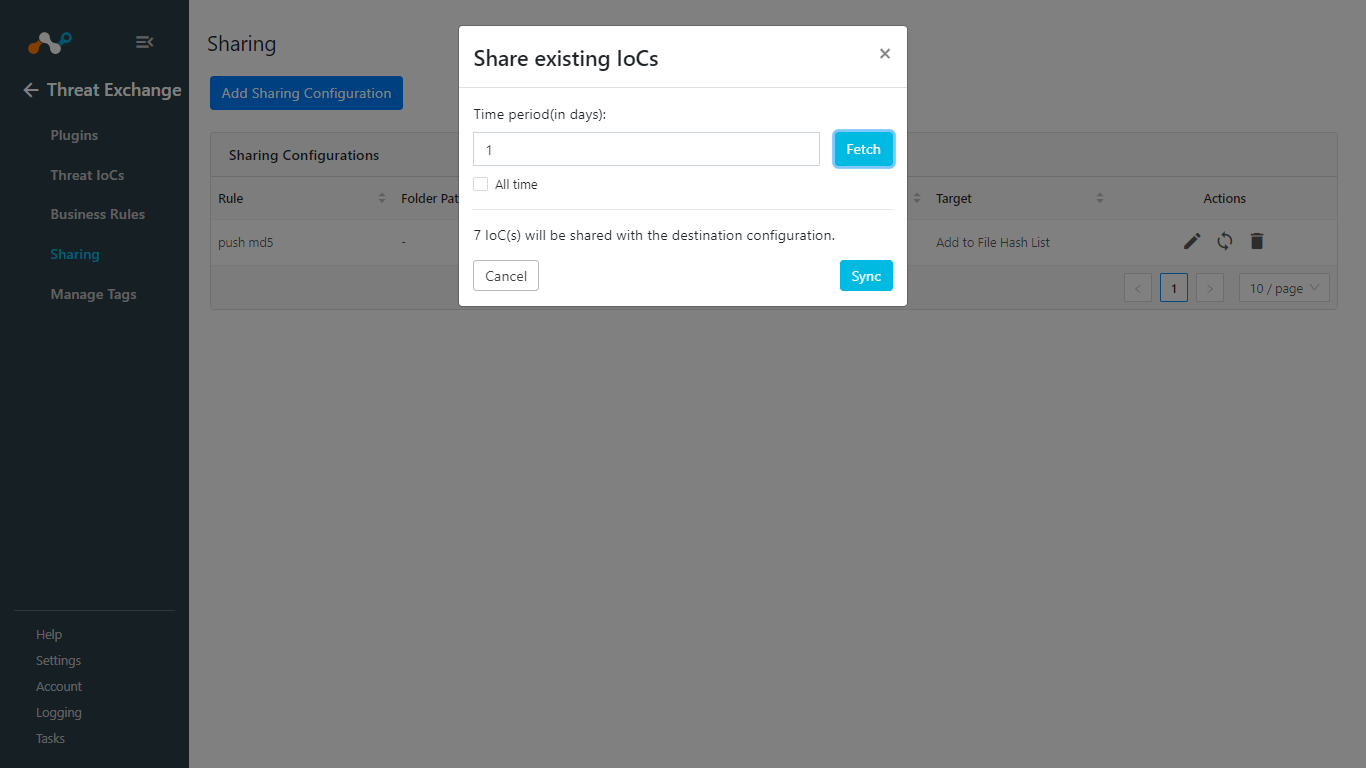 Threat Exchange
Plugins
Threat IoCs
Business Rules
Sharing
Manage Tags
Help
Settings
Account
Logging
Tasks
Sharing
Add Sharing Configuration
Sharing Configurations
Rule
Folder Pat
Target
Actions
push md5
-
Add to File Hash List
<
1
>
10 / page
Share existing IoCs
×
Time period(in days):
1
Fetch
All time
7 IoC(s) will be shared with the destination configuration.
Cancel
Sync